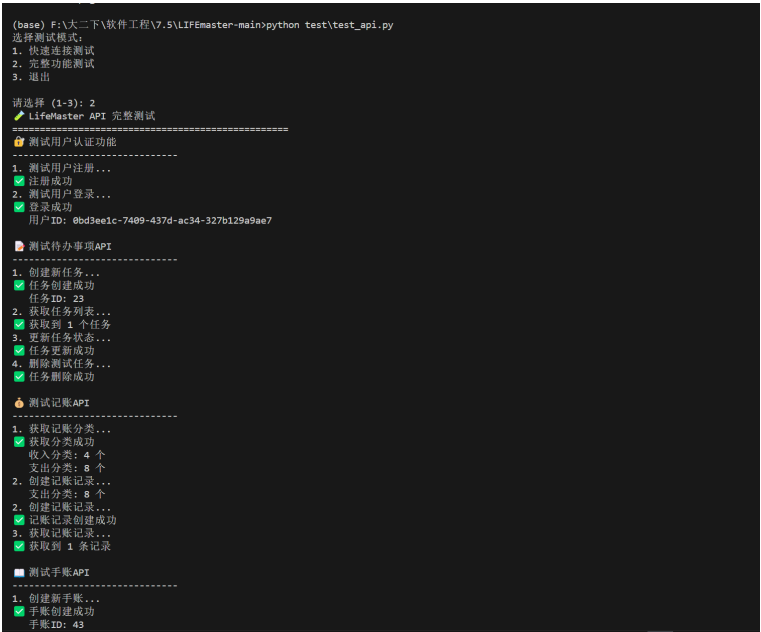 (base) F:\大二下\软件工程\7.5\LIFEmaster-main>python test\test_api.py
选择测试模式:
1. 快速连接测试
2. 完整功能测试
3. 退出
请选择 (1-3): 2
🧪 LifeMaster API 完整测试
==================================================
🔐 测试用户认证功能
------------------------------
1. 测试用户注册...
✅ 注册成功
2. 测试用户登录...
✅ 登录成功
用户ID: 0bd3ee1c-7409-437d-ac34-327b129a9ae7
📝 测试待办事项API
------------------------------
1. 创建新任务...
✅ 任务创建成功
任务ID: 23
2. 获取任务列表...
✅ 获取到 1 个任务
3. 更新任务状态...
✅ 任务更新成功
4. 删除测试任务...
✅ 任务删除成功
💰 测试记账API
------------------------------
1. 获取记账分类...
✅ 获取分类成功
收入分类: 4 个
支出分类: 8 个
2. 创建记账记录...
支出分类: 8 个
2. 创建记账记录...
✅ 记账记录创建成功
3. 获取记账记录...
✅ 获取到 1 条记录
📖 测试手账API
------------------------------
1. 创建新手账...
✅ 手账创建成功
手账ID: 43